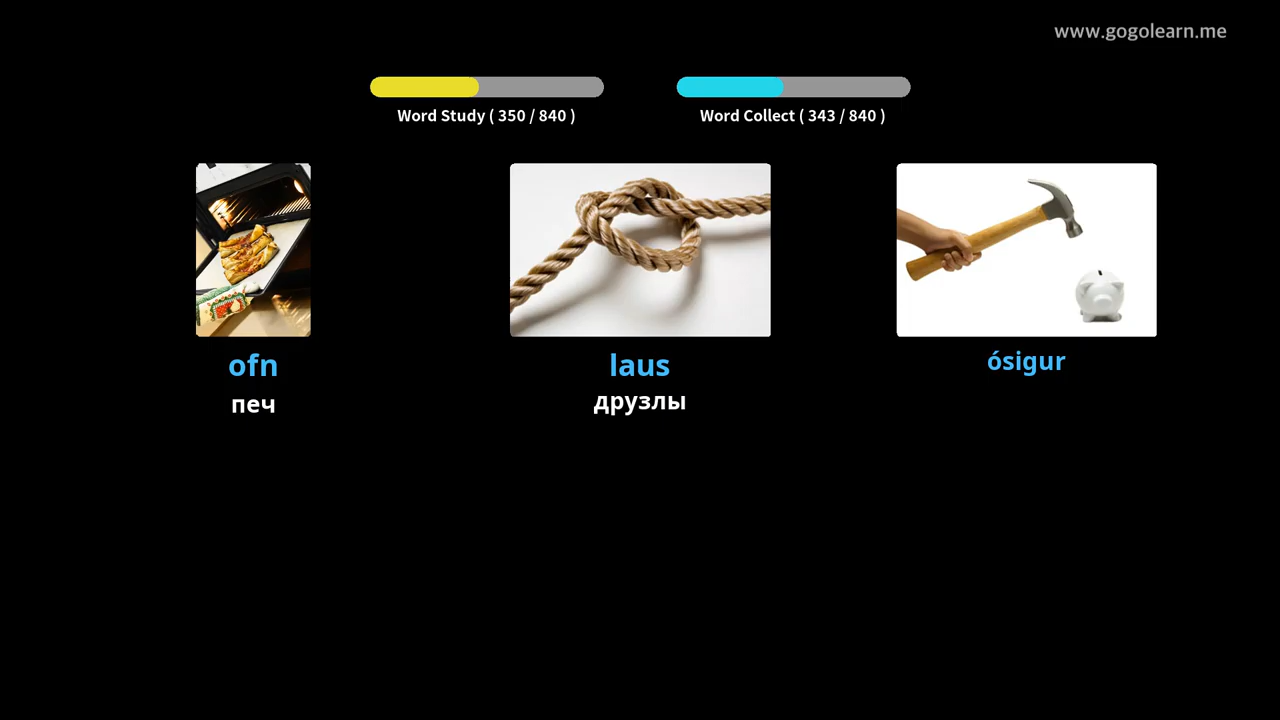 www.gogolearn.me
Word Study ( 350 / 840 )
Word Collect ( 343 / 840 )
ofn
печ
laus
друзлы
ósigur